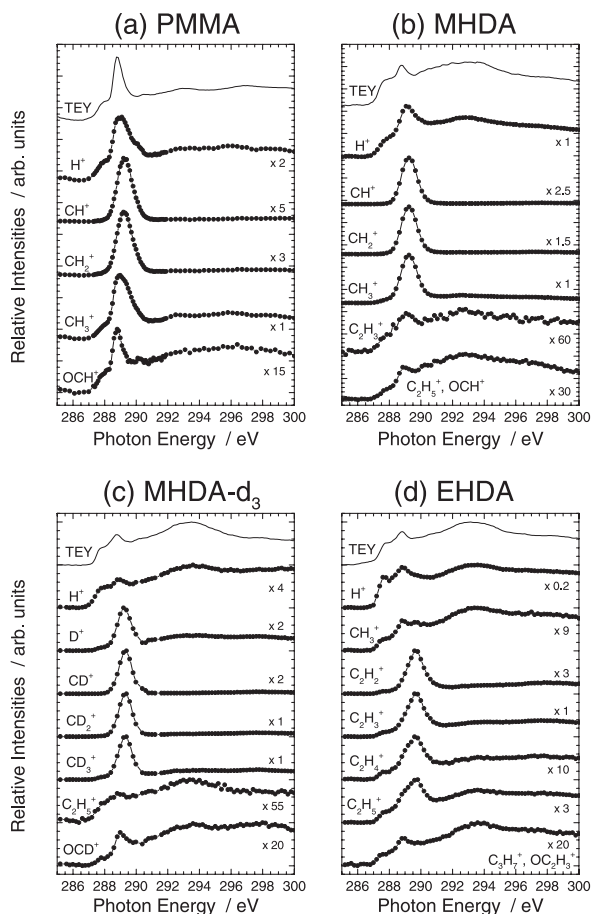 (a) PMMA
Relative Intensities / arb. units
TEY
H⁺
x 2
CH⁺
x 5
CH₂⁺
x 3
CH₃⁺
x 1
OCH⁺
x 15
286 288 290 292 294 296 298 300
Photon Energy / eV
(b) MHDA
TEY
H⁺
x 1
CH⁺
x 2.5
CH₂⁺
x 1.5
CH₃⁺
x 1
C₂H₃⁺
x 60
C₂H₅⁺, OCH⁺
x 30
286 288 290 292 294 296 298 300
Photon Energy / eV
(c) MHDA-d₃
Relative Intensities / arb. units
TEY
H⁺
x 4
D⁺
x 2
CD⁺
x 2
CD₂⁺
x 1
CD₃⁺
x 1
C₂H₅⁺
x 55
OCD⁺
x 20
286 288 290 292 294 296 298 300
Photon Energy / eV
(d) EHDA
TEY
H⁺
x 0.2
CH₃⁺
x 9
C₂H₂⁺
x 3
C₂H₃⁺
x 1
C₂H₄⁺
x 10
C₂H₅⁺
x 3
x 20
C₃H₇⁺, OC₂H₃⁺
286 288 290 292 294 296 298 300
Photon Energy / eV